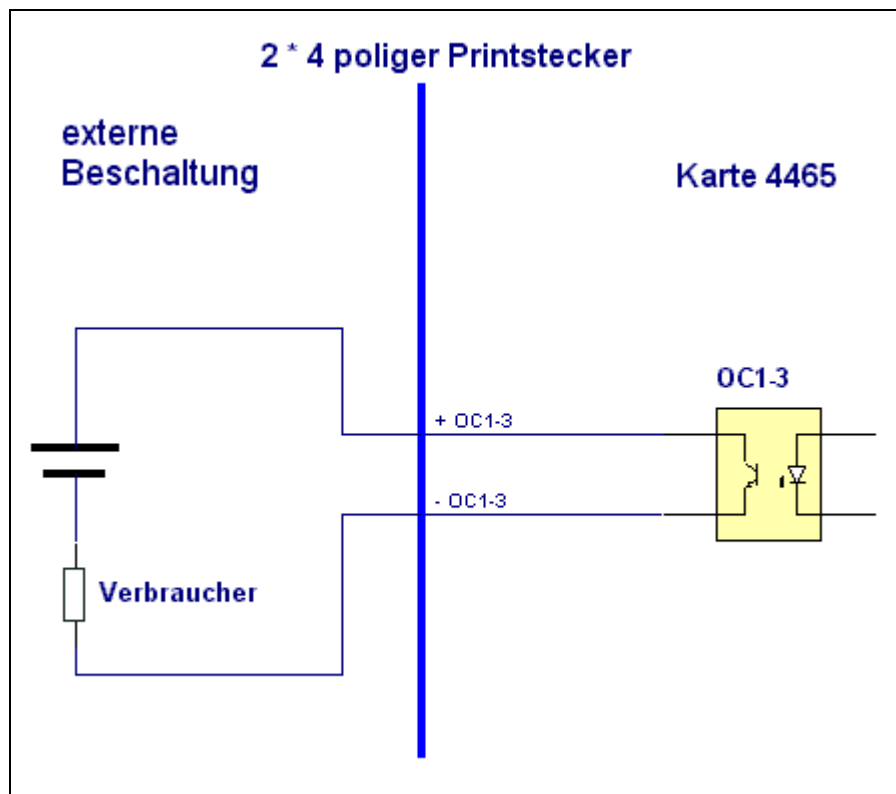 2 * 4 poliger Printstecker
externe
Beschaltung
Karte 4465
OC1-3
+ OC1-3
- OC1-3
Verbraucher